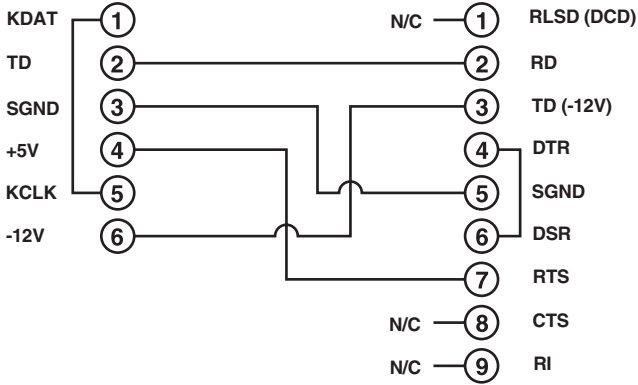 KDAT 1 N/C 1 RLSD (DCD)
TD 2 2 RD
SGND 3 3 TD (-12V)
+5V 4 4 DTR
KCLK 5 5 SGND
-12V 6 6 DSR
7 RTS
N/C 8 CTS
N/C 9 RI